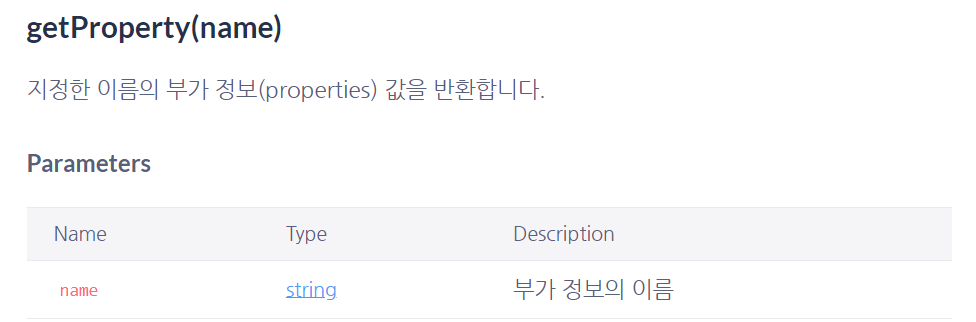 getProperty(name)
지정한 이름의 부가 정보(properties) 값을 반환합니다.
Parameters
Name Type Description
name string 부가 정보의 이름